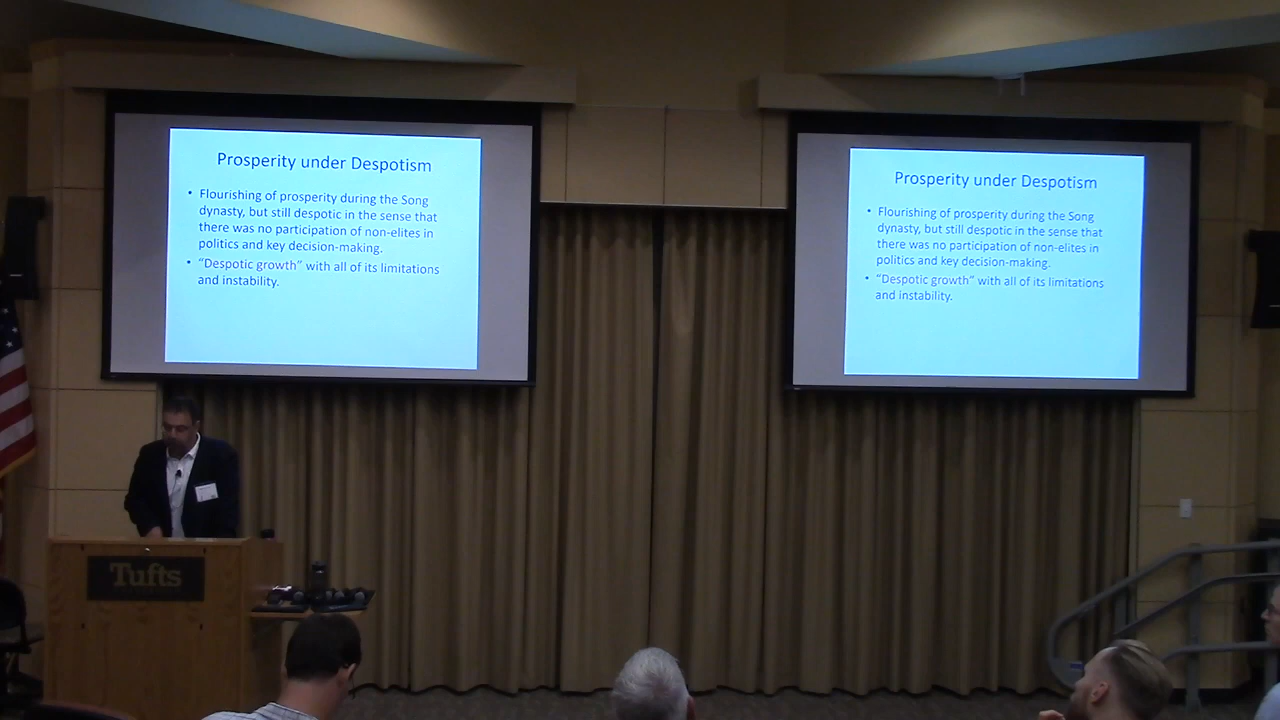 Prosperity under Despotism
• Flourishing of prosperity during the Song
dynasty, but still despotic in the sense that
there was no participation of non-elites in
politics and key decision-making.
• “Despotic growth” with all of its limitations
and instability.
Prosperity under Despotism
• Flourishing of prosperity during the Song
dynasty, but still despotic in the sense that
there was no participation of non-elites in
politics and key decision-making.
• “Despotic growth” with all of its limitations
and instability.
Tufts